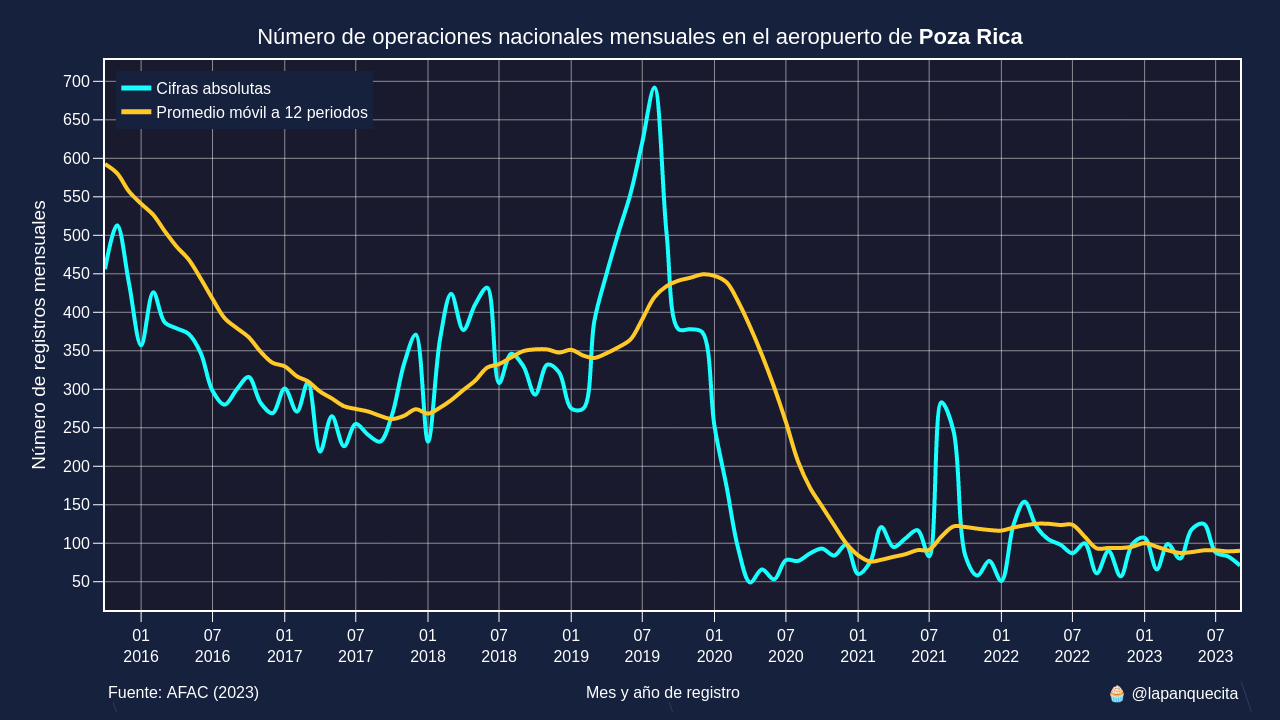 Número de operaciones nacionales mensuales en el aeropuerto de Poza Rica
Cifras absolutas
Promedio móvil a 12 periodos
Número de registros mensuales
700
650
600
550
500
450
400
350
300
250
200
150
100
50
01 07 01 07 01 07 01 07 01 07 01 07 01 07 01 07
2016 2016 2017 2017 2018 2018 2019 2019 2020 2020 2021 2021 2022 2022 2023 2023
Fuente: AFAC (2023) Mes y año de registro 🧁 @lapanquecita